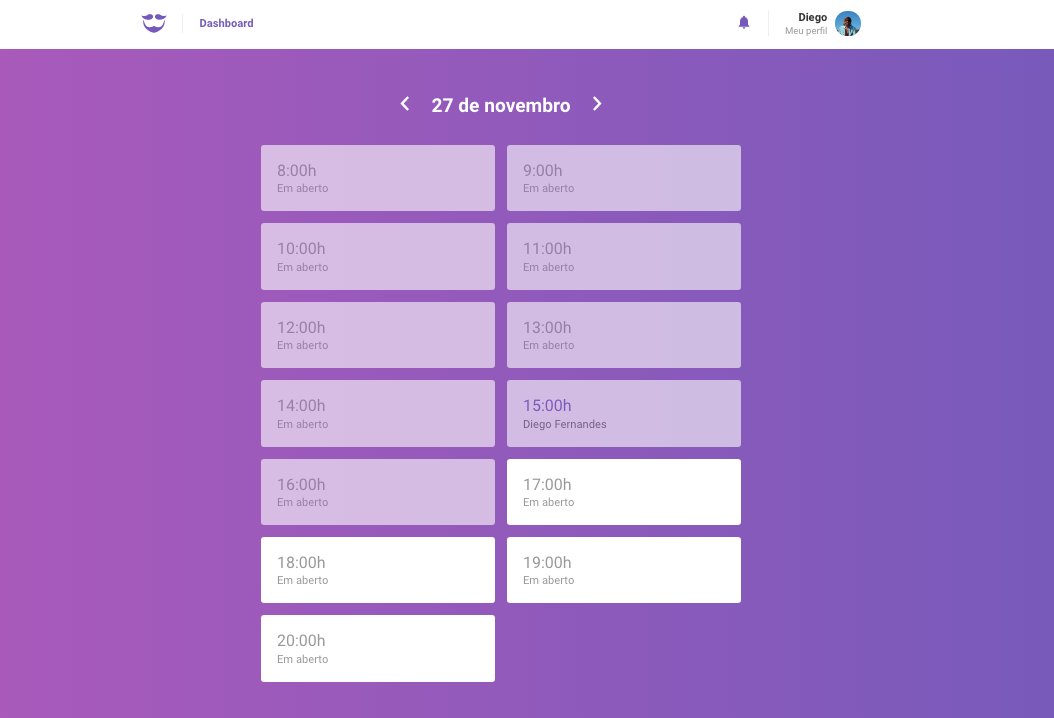 Dashboard
Diego
Meu perfil
27 de novembro
8:00h
Em aberto
9:00h
Em aberto
10:00h
Em aberto
11:00h
Em aberto
12:00h
Em aberto
13:00h
Em aberto
14:00h
Em aberto
15:00h
Diego Fernandes
16:00h
Em aberto
17:00h
Em aberto
18:00h
Em aberto
19:00h
Em aberto
20:00h
Em aberto